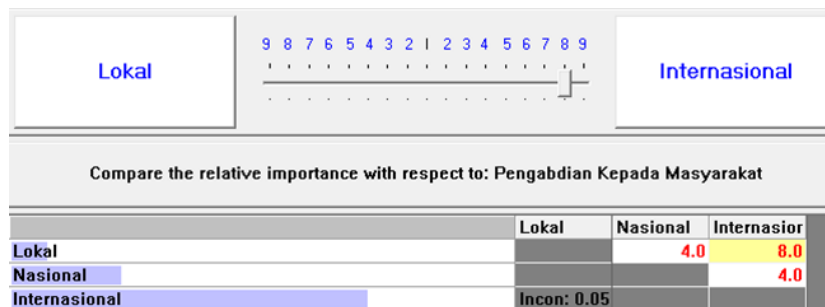 Lokal
9 8 7 6 5 4 3 2 | 2 3 4 5 6 7 8 9
Internasional
Compare the relative importance with respect to: Pengabdian Kepada Masyarakat
Lokal Nasional Internasior
Lokal 4.0 8.0
Nasional 4.0
Internasional Incon: 0.05